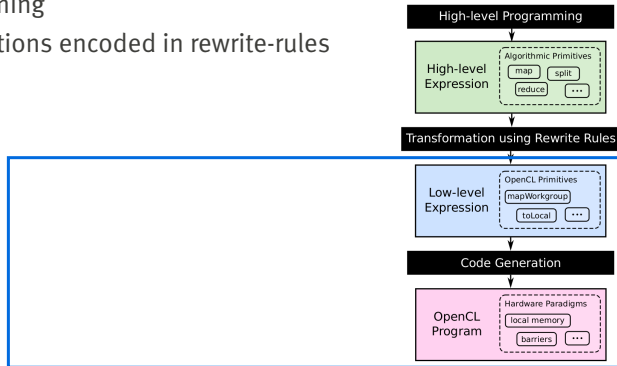 tions encoded in rewrite-rules
High-level Programming
High-level
Expression
Algorithmic Primitives
map
split
reduce
...
Transformation using Rewrite Rules
Low-level
Expression
OpenCL Primitives
mapWorkgroup
toLocal
...
Code Generation
OpenCL
Program
Hardware Paradigms
local memory
barriers
...